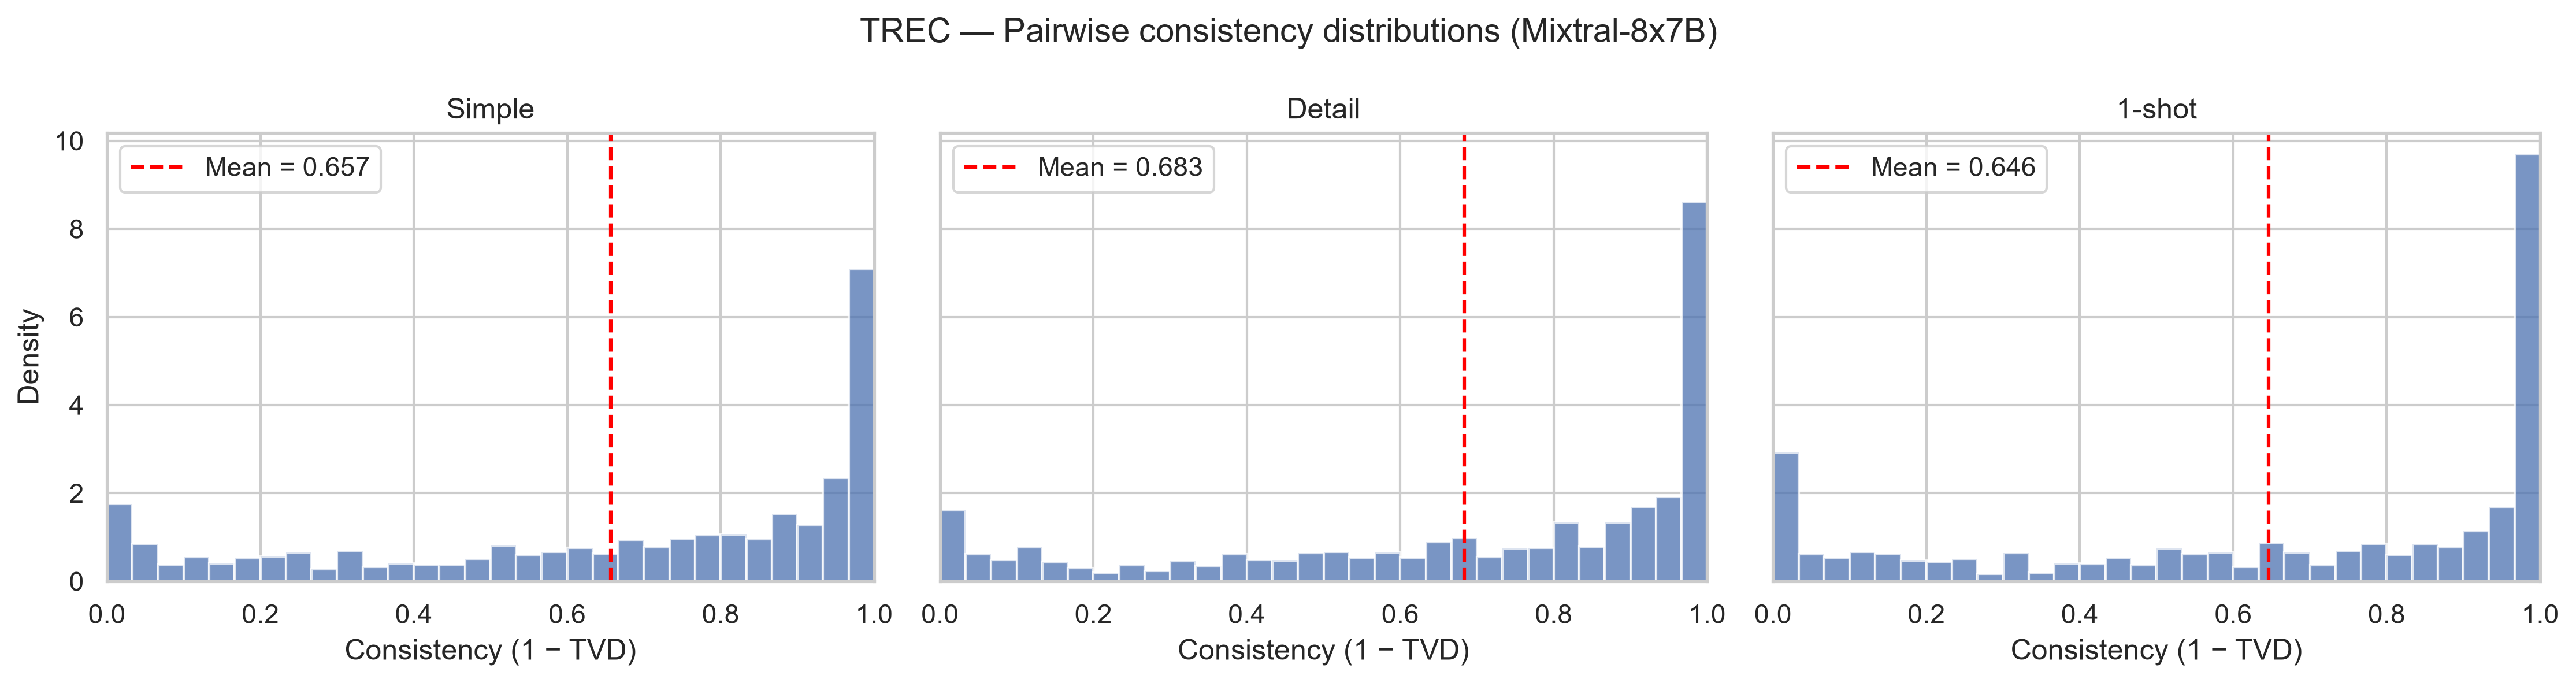 TREC — Pairwise consistency distributions (Mixtral-8x7B)
Simple
Detail
1-shot
Mean = 0.657
Mean = 0.683
Mean = 0.646
Density
10
8
6
4
2
0
0.0 0.2 0.4 0.6 0.8 1.0
0.0 0.2 0.4 0.6 0.8 1.0
0.0 0.2 0.4 0.6 0.8 1.0
Consistency (1 − TVD)
Consistency (1 − TVD)
Consistency (1 − TVD)